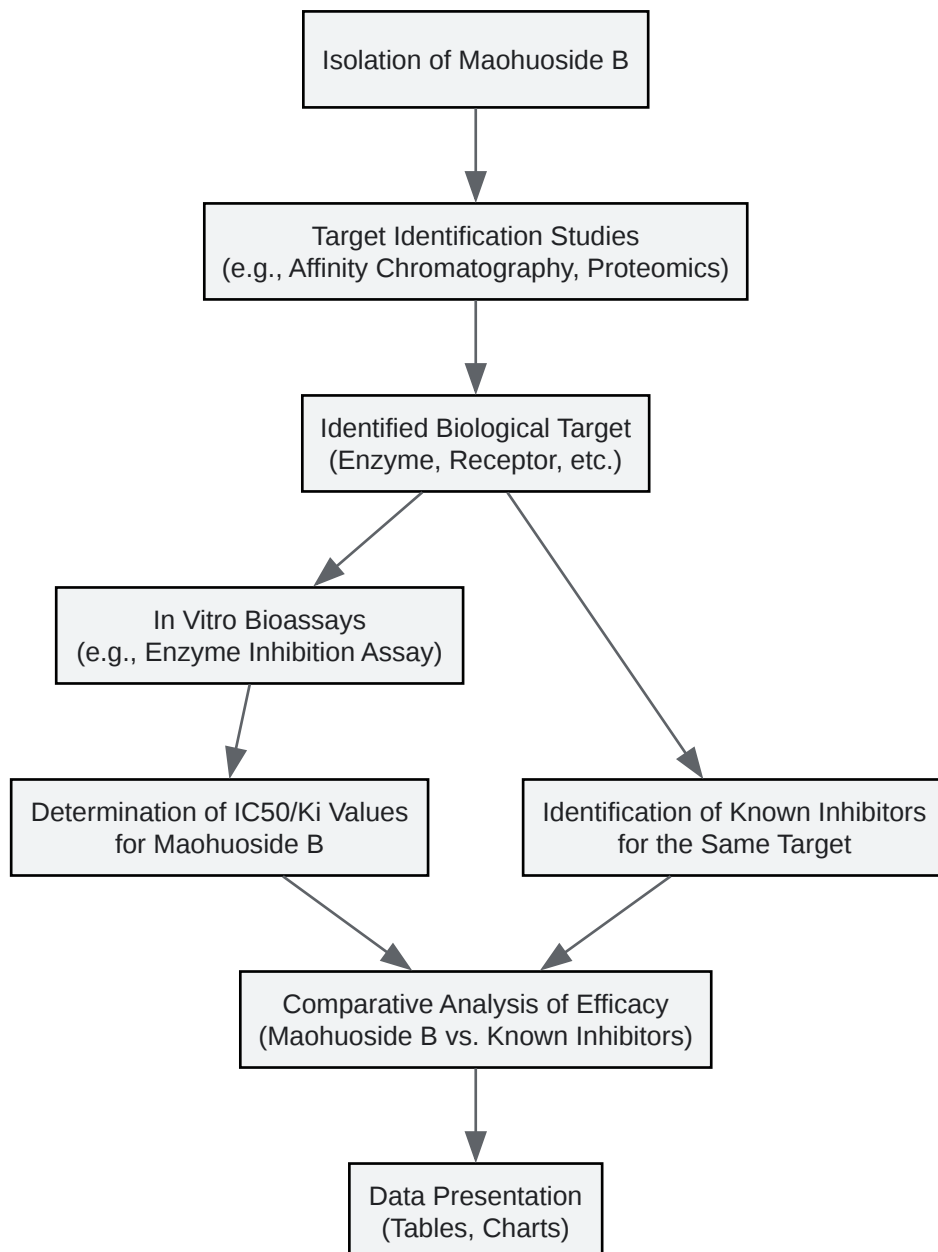 Isolation of Maohuoside B
Target Identification Studies
(e.g., Affinity Chromatography, Proteomics)
Identified Biological Target
(Enzyme, Receptor, etc.)
In Vitro Bioassays
(e.g., Enzyme Inhibition Assay)
Determination of IC50/Ki Values
for Maohuoside B
Identification of Known Inhibitors
for the Same Target
Comparative Analysis of Efficacy
(Maohuoside B vs. Known Inhibitors)
Data Presentation
(Tables, Charts)